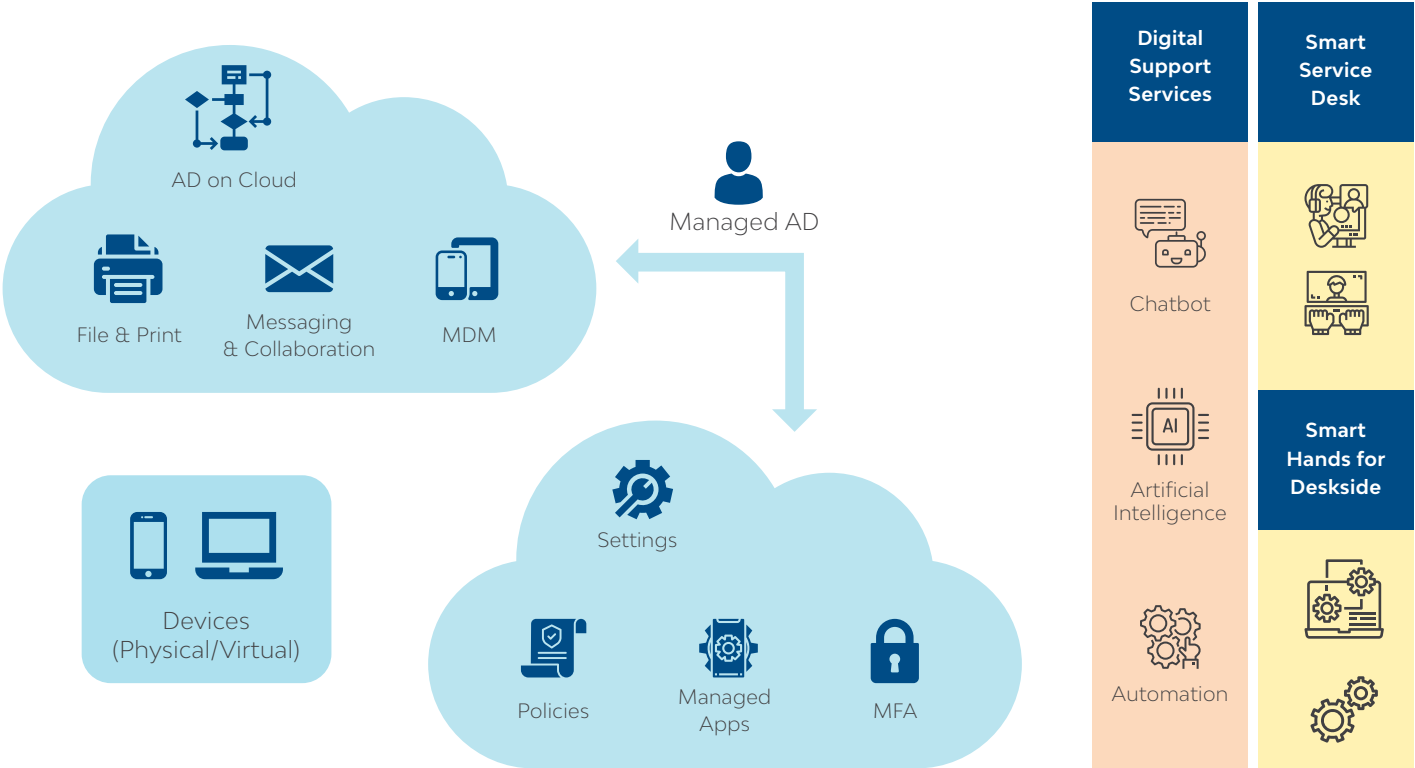 AD on Cloud
File & Print
Messaging
& Collaboration
MDM
Managed AD
Devices
(Physical/Virtual)
Settings
Policies
Managed
Apps
MFA
Digital
Support
Services
Chatbot
AI
Artificial
Intelligence
Automation
Smart
Service
Desk
Smart
Hands for
Deskside